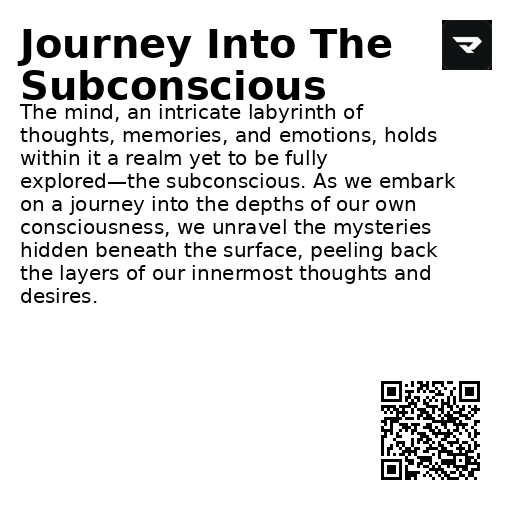 Journey Into The
Subconscious
The mind, an intricate labyrinth of
thoughts, memories, and emotions, holds
within it a realm yet to be fully
explored—the subconscious. As we embark
on a journey into the depths of our own
consciousness, we unravel the mysteries
hidden beneath the surface, peeling back
the layers of our innermost thoughts and
desires.